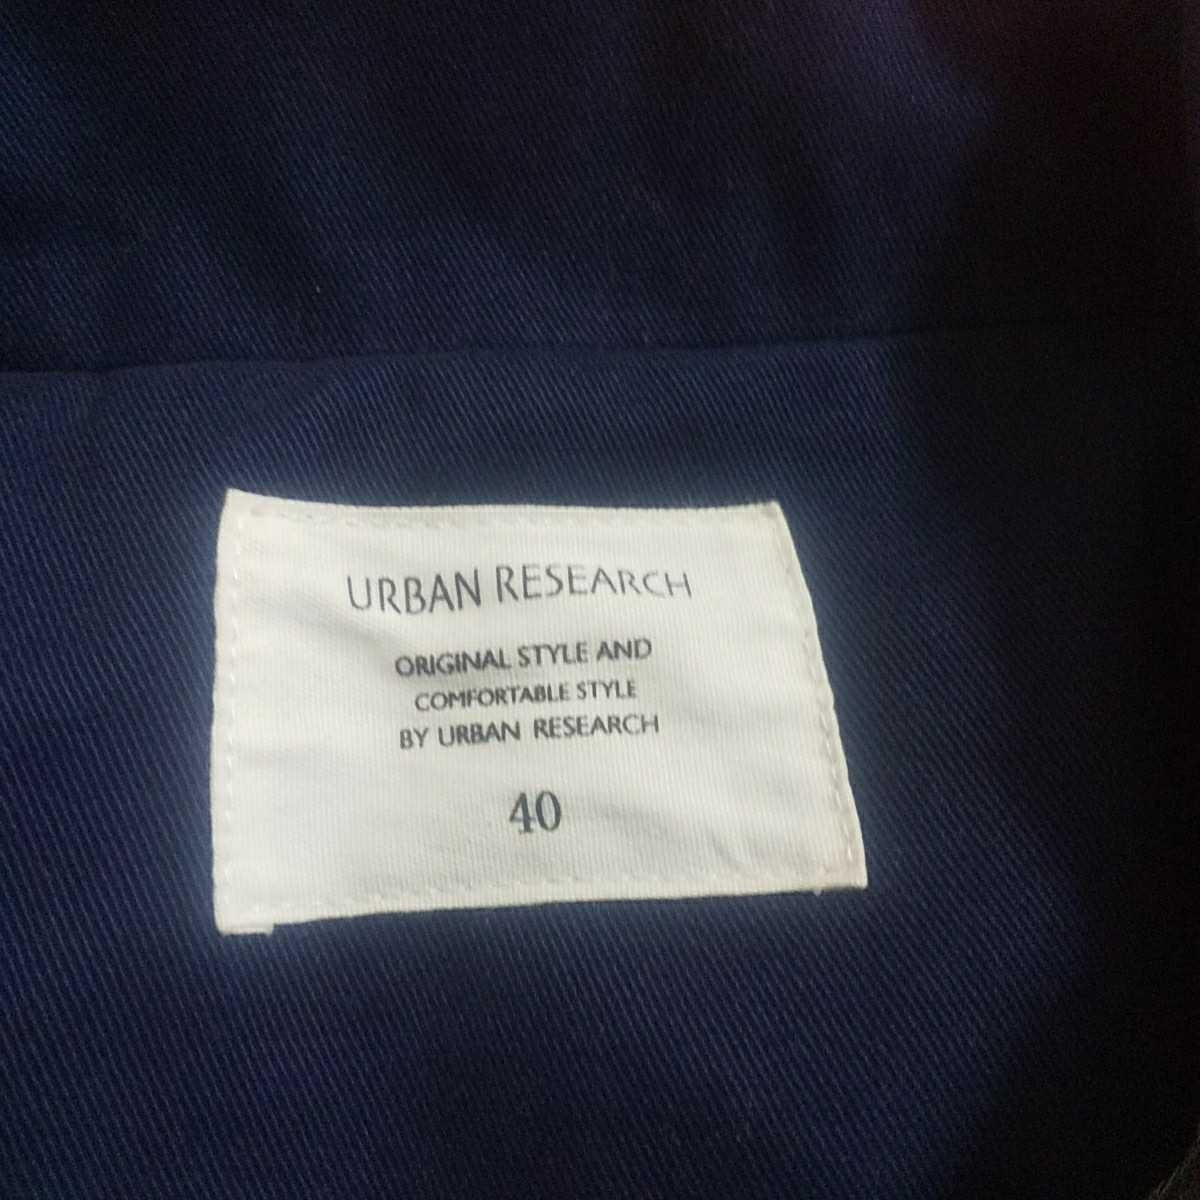 URBAN RESEARCH
ORIGINAL STYLE AND
COMFORTABLE STYLE
BY URBAN RESEARCH
40